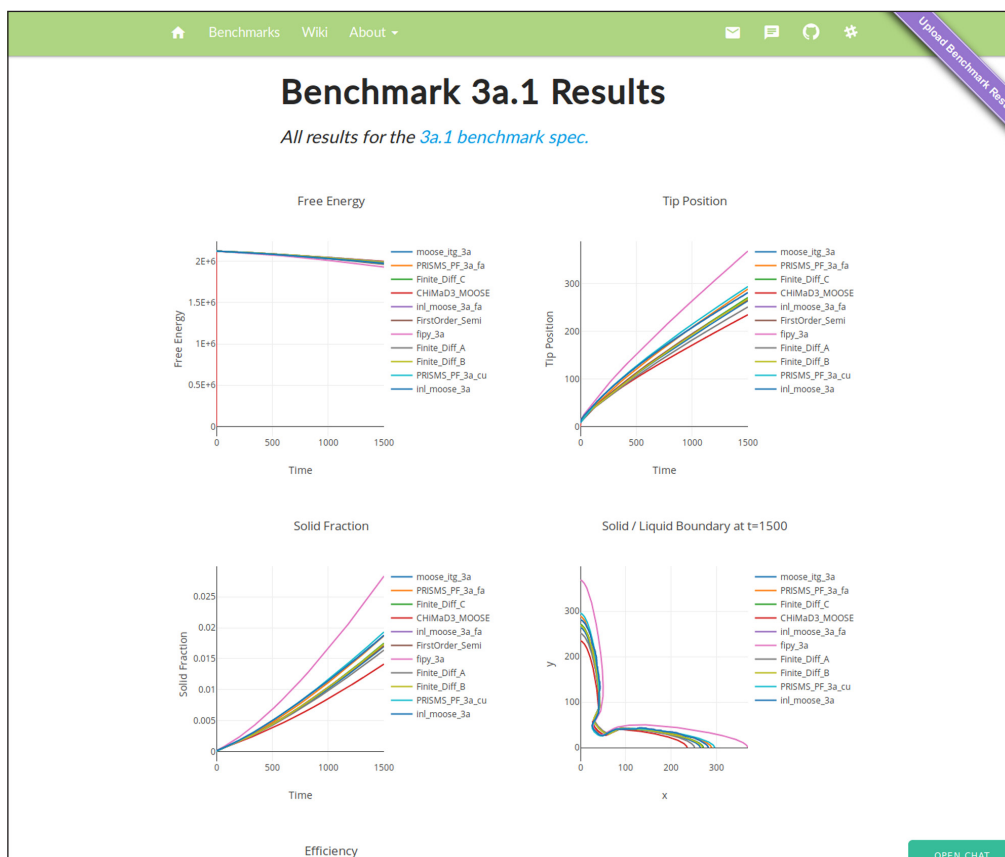 Benchmarks Wiki About
Upload Benchmark
Benchmark 3a.1 Results
All results for the 3a.1 benchmark spec.
Free Energy
2E+6
1.5E+6
1E+6
0.5E+6
0
0 500 1000 1500
Free Energy
Time
moose_itg_3a
PRISMS_PF_3a_fa
Finite_Diff_C
CHiMaD3_MOOSE
inl_moose_3a_fa
FirstOrder_Semi
fipy_3a
Finite_Diff_A
Finite_Diff_B
PRISMS_PF_3a_cu
inl_moose_3a
Tip Position
300
200
100
0
0 500 1000 1500
Tip Position
Time
moose_itg_3a
PRISMS_PF_3a_fa
Finite_Diff_C
CHiMaD3_MOOSE
inl_moose_3a_fa
FirstOrder_Semi
fipy_3a
Finite_Diff_A
Finite_Diff_B
PRISMS_PF_3a_cu
inl_moose_3a
Solid Fraction
0.025
0.02
0.015
0.01
0.005
0
0 500 1000 1500
Solid Fraction
Time
moose_itg_3a
PRISMS_PF_3a_fa
Finite_Diff_C
CHiMaD3_MOOSE
inl_moose_3a_fa
FirstOrder_Semi
fipy_3a
Finite_Diff_A
Finite_Diff_B
PRISMS_PF_3a_cu
inl_moose_3a
Solid / Liquid Boundary at t=1500
300
200
100
0
0 100 200 300
y
x
moose_itg_3a
PRISMS_PF_3a_fa
Finite_Diff_C
CHiMaD3_MOOSE
inl_moose_3a_fa
fipy_3a
Finite_Diff_A
Finite_Diff_B
PRISMS_PF_3a_cu
inl_moose_3a
Efficiency
OPEN CHAT